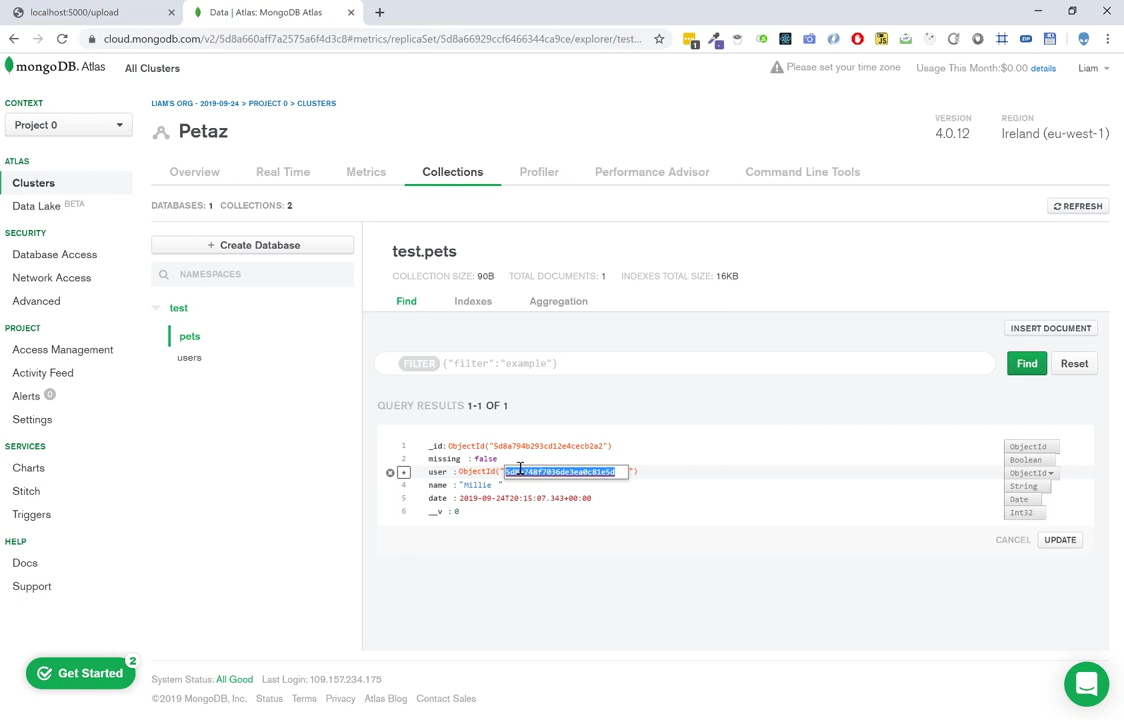 localhost:5000/upload
Data | Atlas: MongoDB Atlas
cloud.mongodb.com/v2/5d8a660aff7a2575a6f4d3c8#metrics/replicaSet/5d8a66929ccf6466344ca9ce/explorer/test...
mongoDB. Atlas
All Clusters
Please set your time zone
Usage This Month:$0.00 details
Liam
CONTEXT
Project 0
LIAM'S ORG - 2019-09-24 > PROJECT 0 > CLUSTERS
Petaz
VERSION
4.0.12
REGION
Ireland (eu-west-1)
ATLAS
Clusters
Data Lake BETA
SECURITY
Database Access
Network Access
Advanced
PROJECT
Access Management
Activity Feed
Alerts 0
Settings
SERVICES
Charts
Stitch
Triggers
HELP
Docs
Support
Get Started
2
Overview
Real Time
Metrics
Collections
Profiler
Performance Advisor
Command Line Tools
DATABASES: 1 COLLECTIONS: 2
REFRESH
+ Create Database
NAMESPACES
test
pets
users
test.pets
COLLECTION SIZE: 90B TOTAL DOCUMENTS: 1 INDEXES TOTAL SIZE: 16KB
Find
Indexes
Aggregation
INSERT DOCUMENT
FILTER {"filter":"example"}
Find
Reset
QUERY RESULTS 1-1 OF 1
1 _id:ObjectId("5d8a794b293cd12e4cecb2a2") ObjectId
2 missing :false Boolean
user :ObjectId(" ") ObjectId
4 name :"Millie " String
5 date :2019-09-24T20:15:07.343+00:00 Date
6 __v :0 Int32
CANCEL
UPDATE
System Status: All Good Last Login: 109.157.234.175
©2019 MongoDB, Inc. Status Terms Privacy Atlas Blog Contact Sales